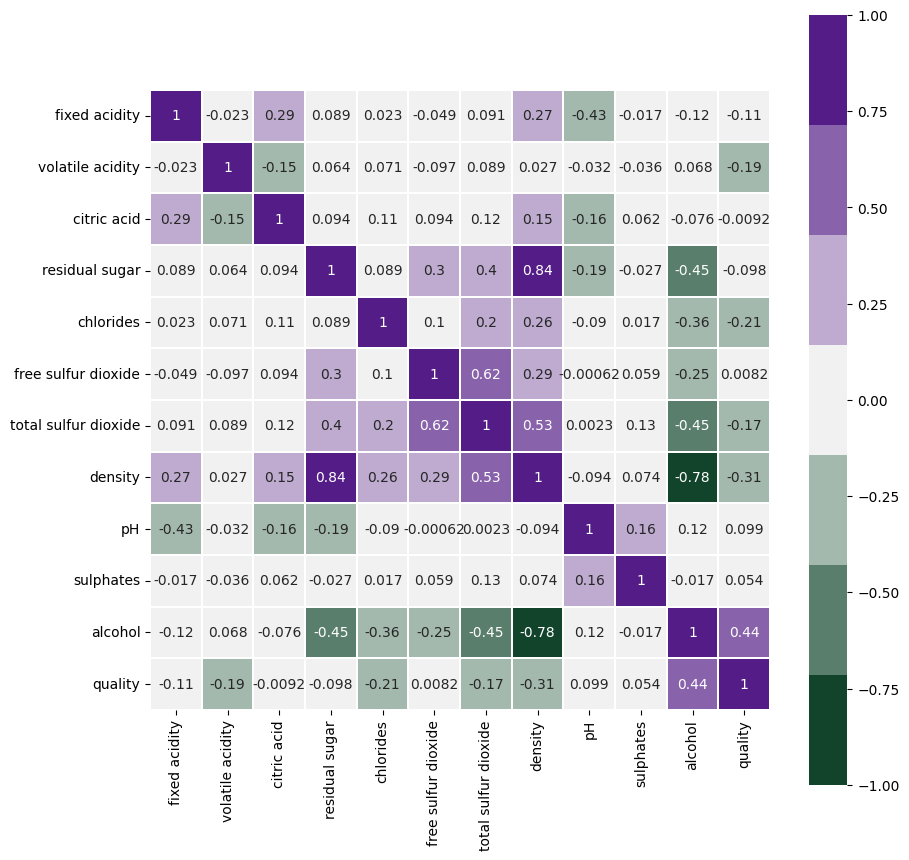 1.00
fixed acidity 1 -0.023 0.29 0.089 0.023 -0.049 0.091 0.27 -0.43 -0.017 -0.12 -0.11
0.75
volatile acidity -0.023 1 -0.15 0.064 0.071 -0.097 0.089 0.027 -0.032 -0.036 0.068 -0.19
0.50
citric acid 0.29 -0.15 1 0.094 0.11 0.094 0.12 0.15 -0.16 0.062 -0.076 -0.0092
residual sugar 0.089 0.064 0.094 1 0.089 0.3 0.4 0.84 -0.19 -0.027 -0.45 -0.098
0.25
chlorides 0.023 0.071 0.11 0.089 1 0.1 0.2 0.26 -0.09 0.017 -0.36 -0.21
free sulfur dioxide -0.049 -0.097 0.094 0.3 0.1 1 0.62 0.29 -0.00062 0.059 -0.25 0.0082
0.00
total sulfur dioxide 0.091 0.089 0.12 0.4 0.2 0.62 1 0.53 0.0023 0.13 -0.45 -0.17
density 0.27 0.027 0.15 0.84 0.26 0.29 0.53 1 -0.094 0.074 -0.78 -0.31
−0.25
pH -0.43 -0.032 -0.16 -0.19 -0.09 -0.00062 0.0023 -0.094 1 0.16 0.12 0.099
sulphates -0.017 -0.036 0.062 -0.027 0.017 0.059 0.13 0.074 0.16 1 -0.017 0.054
−0.50
alcohol -0.12 0.068 -0.076 -0.45 -0.36 -0.25 -0.45 -0.78 0.12 -0.017 1 0.44
quality -0.11 -0.19 -0.0092 -0.098 -0.21 0.0082 -0.17 -0.31 0.099 0.054 0.44 1
−0.75
−1.00
fixed acidity
volatile acidity
citric acid
residual sugar
chlorides
free sulfur dioxide
total sulfur dioxide
density
pH
sulphates
alcohol
quality